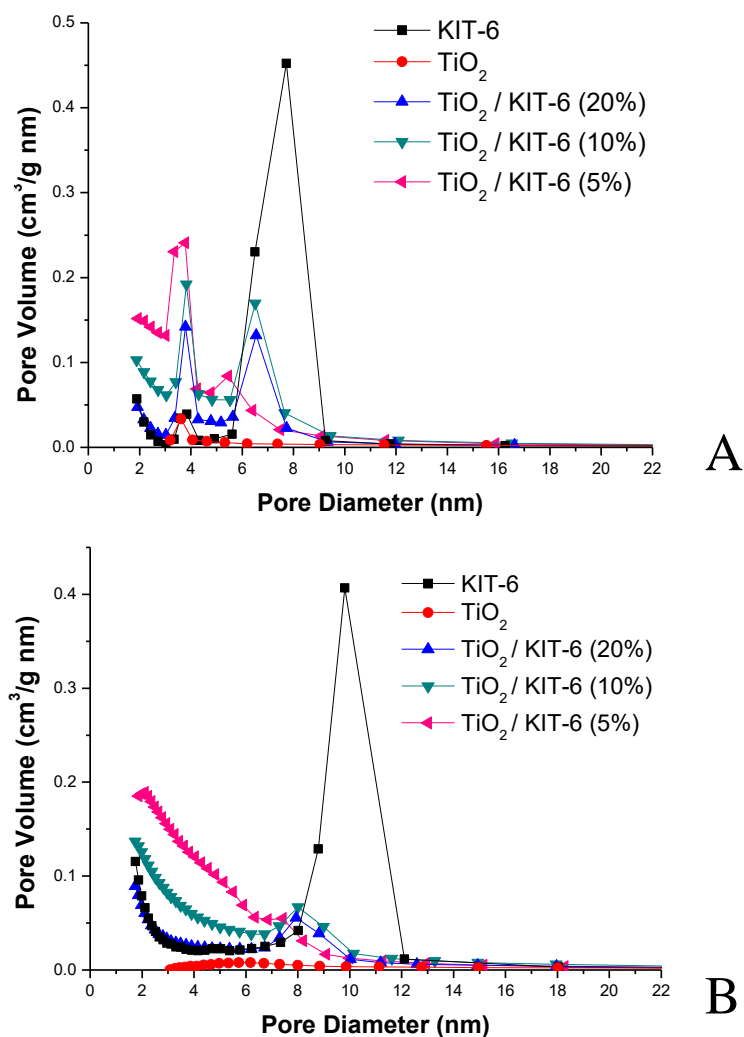 KIT-6
TiO2
TiO2 / KIT-6 (20%)
TiO2 / KIT-6 (10%)
TiO2 / KIT-6 (5%)
0.5
0.4
0.3
0.2
0.1
0.0
Pore Volume (cm3/g nm)
0 2 4 6 8 10 12 14 16 18 20 22
Pore Diameter (nm)
A
KIT-6
TiO2
TiO2 / KIT-6 (20%)
TiO2 / KIT-6 (10%)
TiO2 / KIT-6 (5%)
0.4
0.3
0.2
0.1
0.0
Pore Volume (cm3/g nm)
0 2 4 6 8 10 12 14 16 18 20 22
Pore Diameter (nm)
B